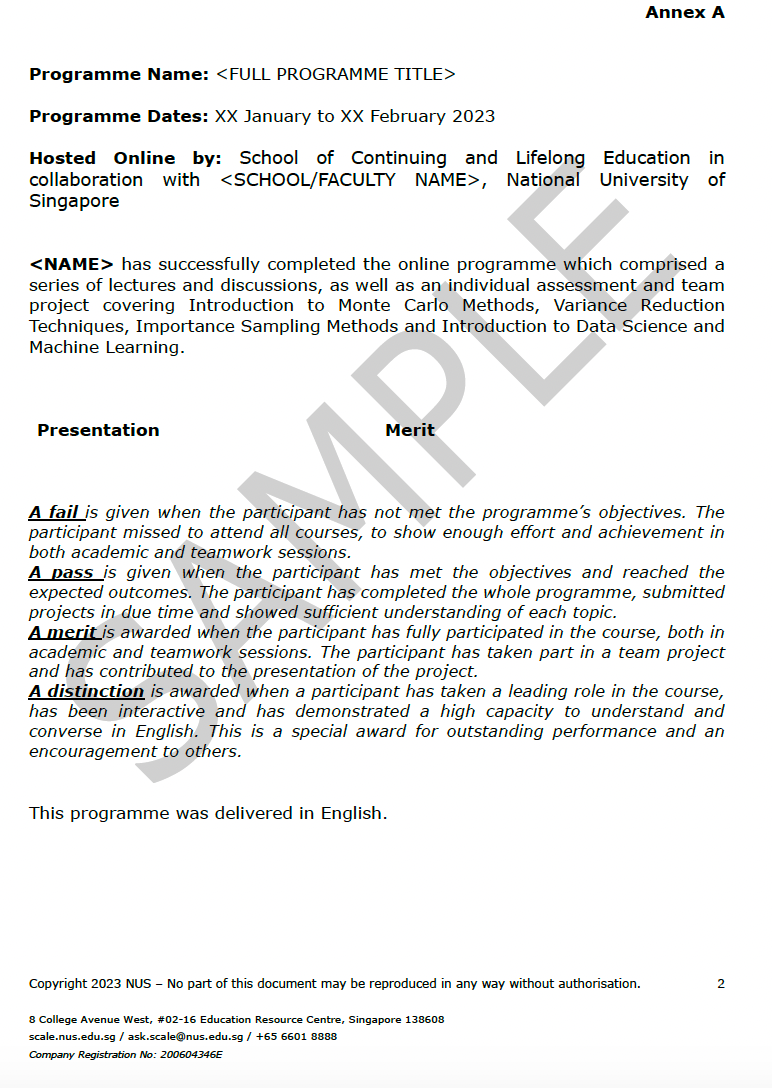 Annex A
Programme Name: <FULL PROGRAMME TITLE>
Programme Dates: XX January to XX February 2023
Hosted Online by: School of Continuing and Lifelong Education in
collaboration with <SCHOOL/FACULTY NAME>, National University of
Singapore
<NAME> has successfully completed the online programme which comprised a
series of lectures and discussions, as well as an individual assessment and team
project covering Introduction to Monte Carlo Methods, Variance Reduction
Techniques, Importance Sampling Methods and Introduction to Data Science and
Machine Learning.
Presentation Merit
A fail is given when the participant has not met the programme's objectives. The
participant missed to attend all courses, to show enough effort and achievement in
both academic and teamwork sessions.
A pass is given when the participant has met the objectives and reached the
expected outcomes. The participant has completed the whole programme, submitted
projects in due time and showed sufficient understanding of each topic.
A merit is awarded when the participant has fully participated in the course, both in
academic and teamwork sessions. The participant has taken part in a team project
and has contributed to the presentation of the project.
A distinction is awarded when a participant has taken a leading role in the course,
has been interactive and has demonstrated a high capacity to understand and
converse in English. This is a special award for outstanding performance and an
encouragement to others.
This programme was delivered in English.
SAMPLE
Copyright 2023 NUS – No part of this document may be reproduced in any way without authorisation. 2
8 College Avenue West, #02-16 Education Resource Centre, Singapore 138608
scale.nus.edu.sg / ask.scale@nus.edu.sg / +65 6601 8888
Company Registration No: 200604346E